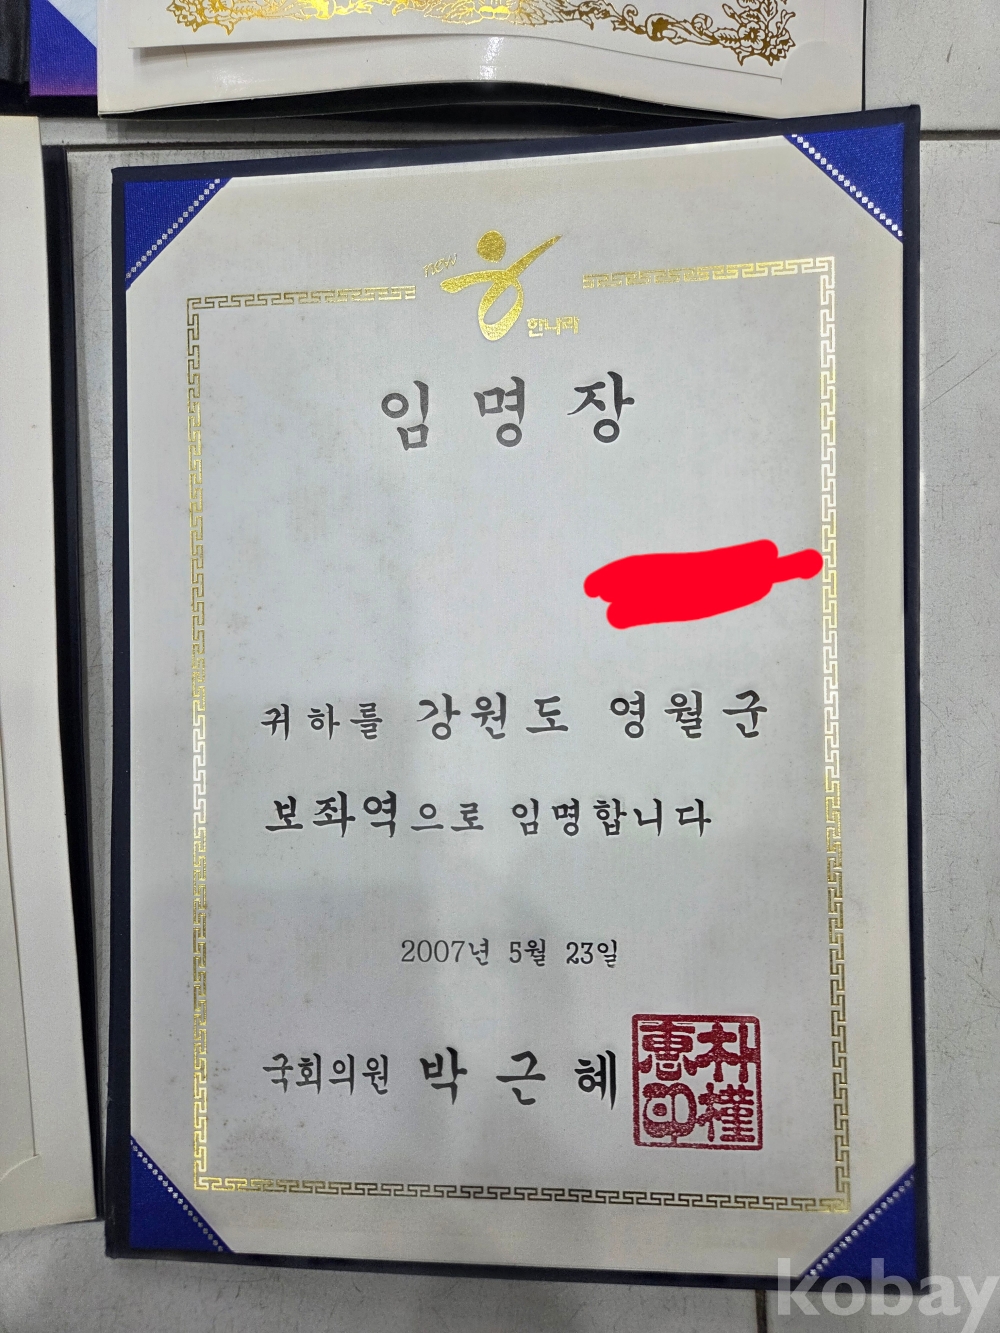 new
한나라
임명장
귀하를 강원도 영월군
보좌역으로 임명합니다
2007년 5월 23일
국회의원 박근혜
朴槿惠印
kobay